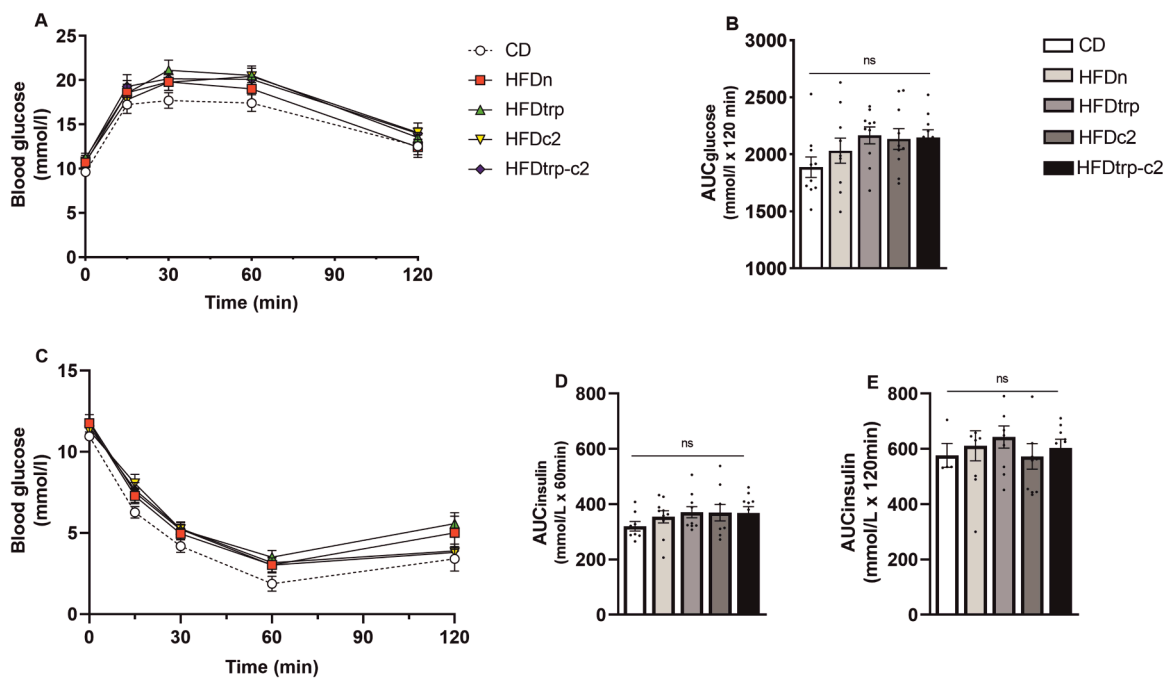 A
Blood glucose
(mmol/l)
25
20
15
10
5
0
0
30
60
90
120
Time (min)
CD
HFDn
HFDtrp
HFDc2
HFDtrp-c2
B
AUCglucose
(mmol/l x 120 min)
3000
2500
2000
1500
1000
ns
CD
HFDn
HFDtrp
HFDc2
HFDtrp-c2
C
Blood glucose
(mmol/l)
15
10
5
0
0
30
60
90
120
Time (min)
D
AUCinsulin
(mmol/L x 60min)
800
600
400
200
0
ns
E
AUCinsulin
(mmol/L x 120min)
800
600
400
200
0
ns